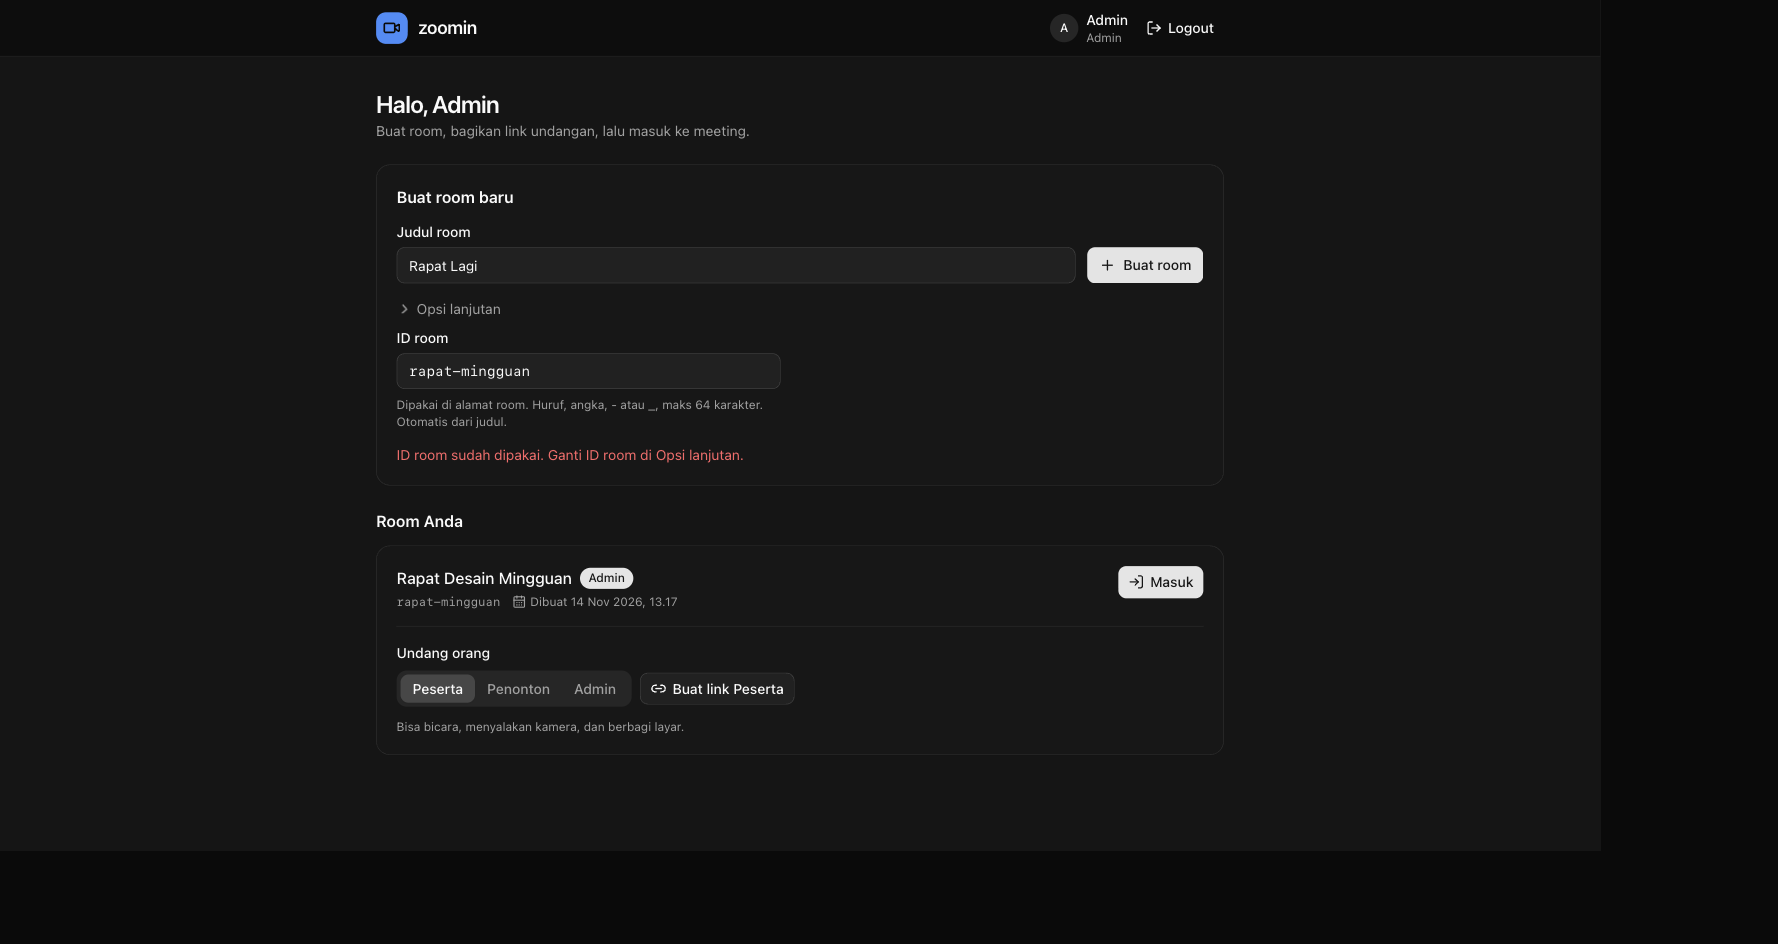 zoomin
A
Admin
Admin
Logout
Halo, Admin
Buat room, bagikan link undangan, lalu masuk ke meeting.
Buat room baru
Judul room
Rapat Lagi
Buat room
Opsi lanjutan
ID room
rapat-mingguan
Dipakai di alamat room. Huruf, angka, - atau _, maks 64 karakter.
Otomatis dari judul.
ID room sudah dipakai. Ganti ID room di Opsi lanjutan.
Room Anda
Rapat Desain Mingguan Admin
rapat-mingguan Dibuat 14 Nov 2026, 13.17
Masuk
Undang orang
Peserta Penonton Admin Buat link Peserta
Bisa bicara, menyalakan kamera, dan berbagi layar.